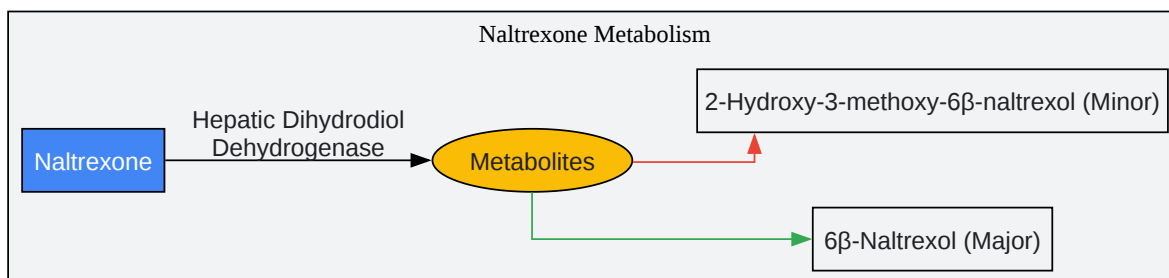 Naltrexone Metabolism
2-Hydroxy-3-methoxy-6β-naltrexol (Minor)
Hepatic Dihydrodiol
Dehydrogenase
Naltrexone
Metabolites
6β-Naltrexol (Major)